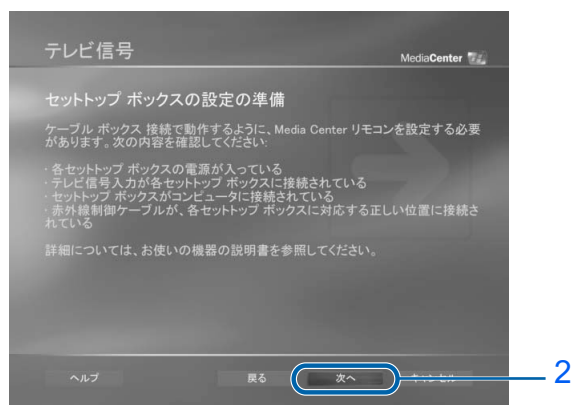 テレビ信号
MediaCenter
セットトップ ボックスの設定の準備
ケーブル ボックス 接続で動作するように、Media Center リモコンを設定する必要
があります。次の内容を確認してください:
· 各セットトップ ボックスの電源が入っている
· テレビ信号入力が各セットトップ ボックスに接続されている
· セットトップ ボックスがコンピュータに接続されている
· 赤外線制御ケーブルが、各セットトップ ボックスに対応する正しい位置に接続さ
れている
詳細については、お使いの機器の説明書を参照してください。
ヘルプ 戻る 次へ キャンセル 2